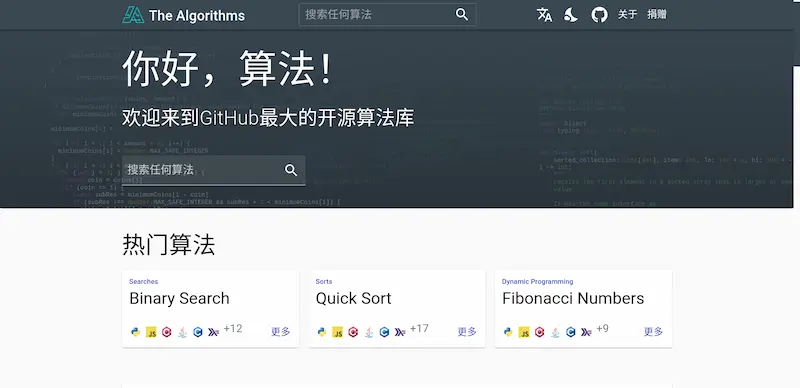 The Algorithms
搜索任何算法
关于
捐赠
你好，算法！
欢迎来到GitHub最大的开源算法库
搜索任何算法
热门算法
Searches
Binary Search
+12
更多
Sorts
Quick Sort
+17
更多
Dynamic Programming
Fibonacci Numbers
+9
更多